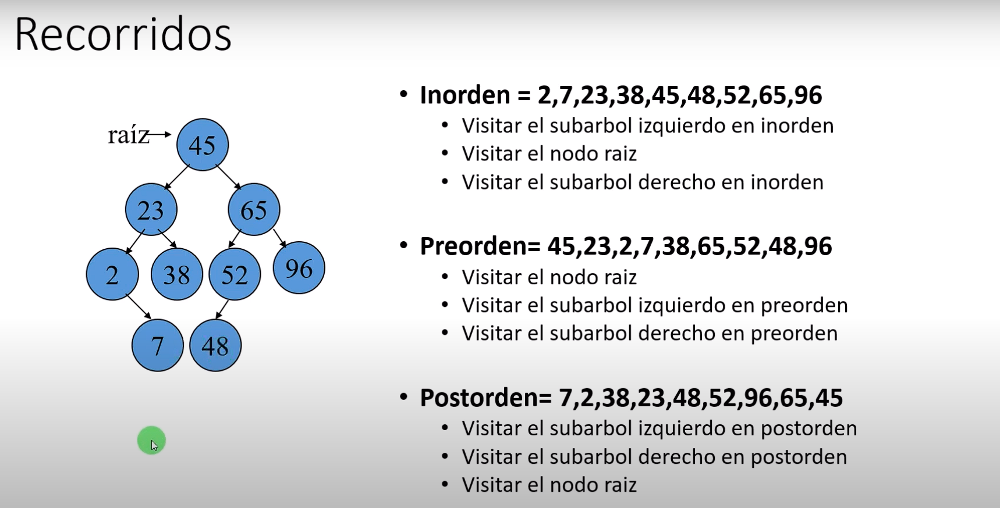 Recorridos
raíz
45
23
65
2
38
52
96
7
48
• Inorden = 2,7,23,38,45,48,52,65,96
• Visitar el subarbol izquierdo en inorden
• Visitar el nodo raiz
• Visitar el subarbol derecho en inorden
• Preorden= 45,23,2,7,38,65,52,48,96
• Visitar el nodo raiz
• Visitar el subarbol izquierdo en preorden
• Visitar el subarbol derecho en preorden
• Postorden= 7,2,38,23,48,52,96,65,45
• Visitar el subarbol izquierdo en postorden
• Visitar el subarbol derecho en postorden
• Visitar el nodo raiz